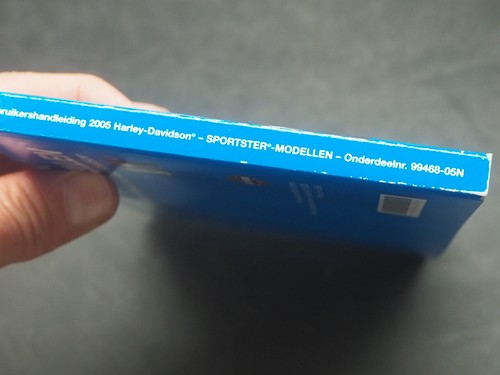 ruikershandleiding 2005 Harley-Davidson® – SPORTSTER®-MODELLEN – Onderdeelnr. 99468-05N